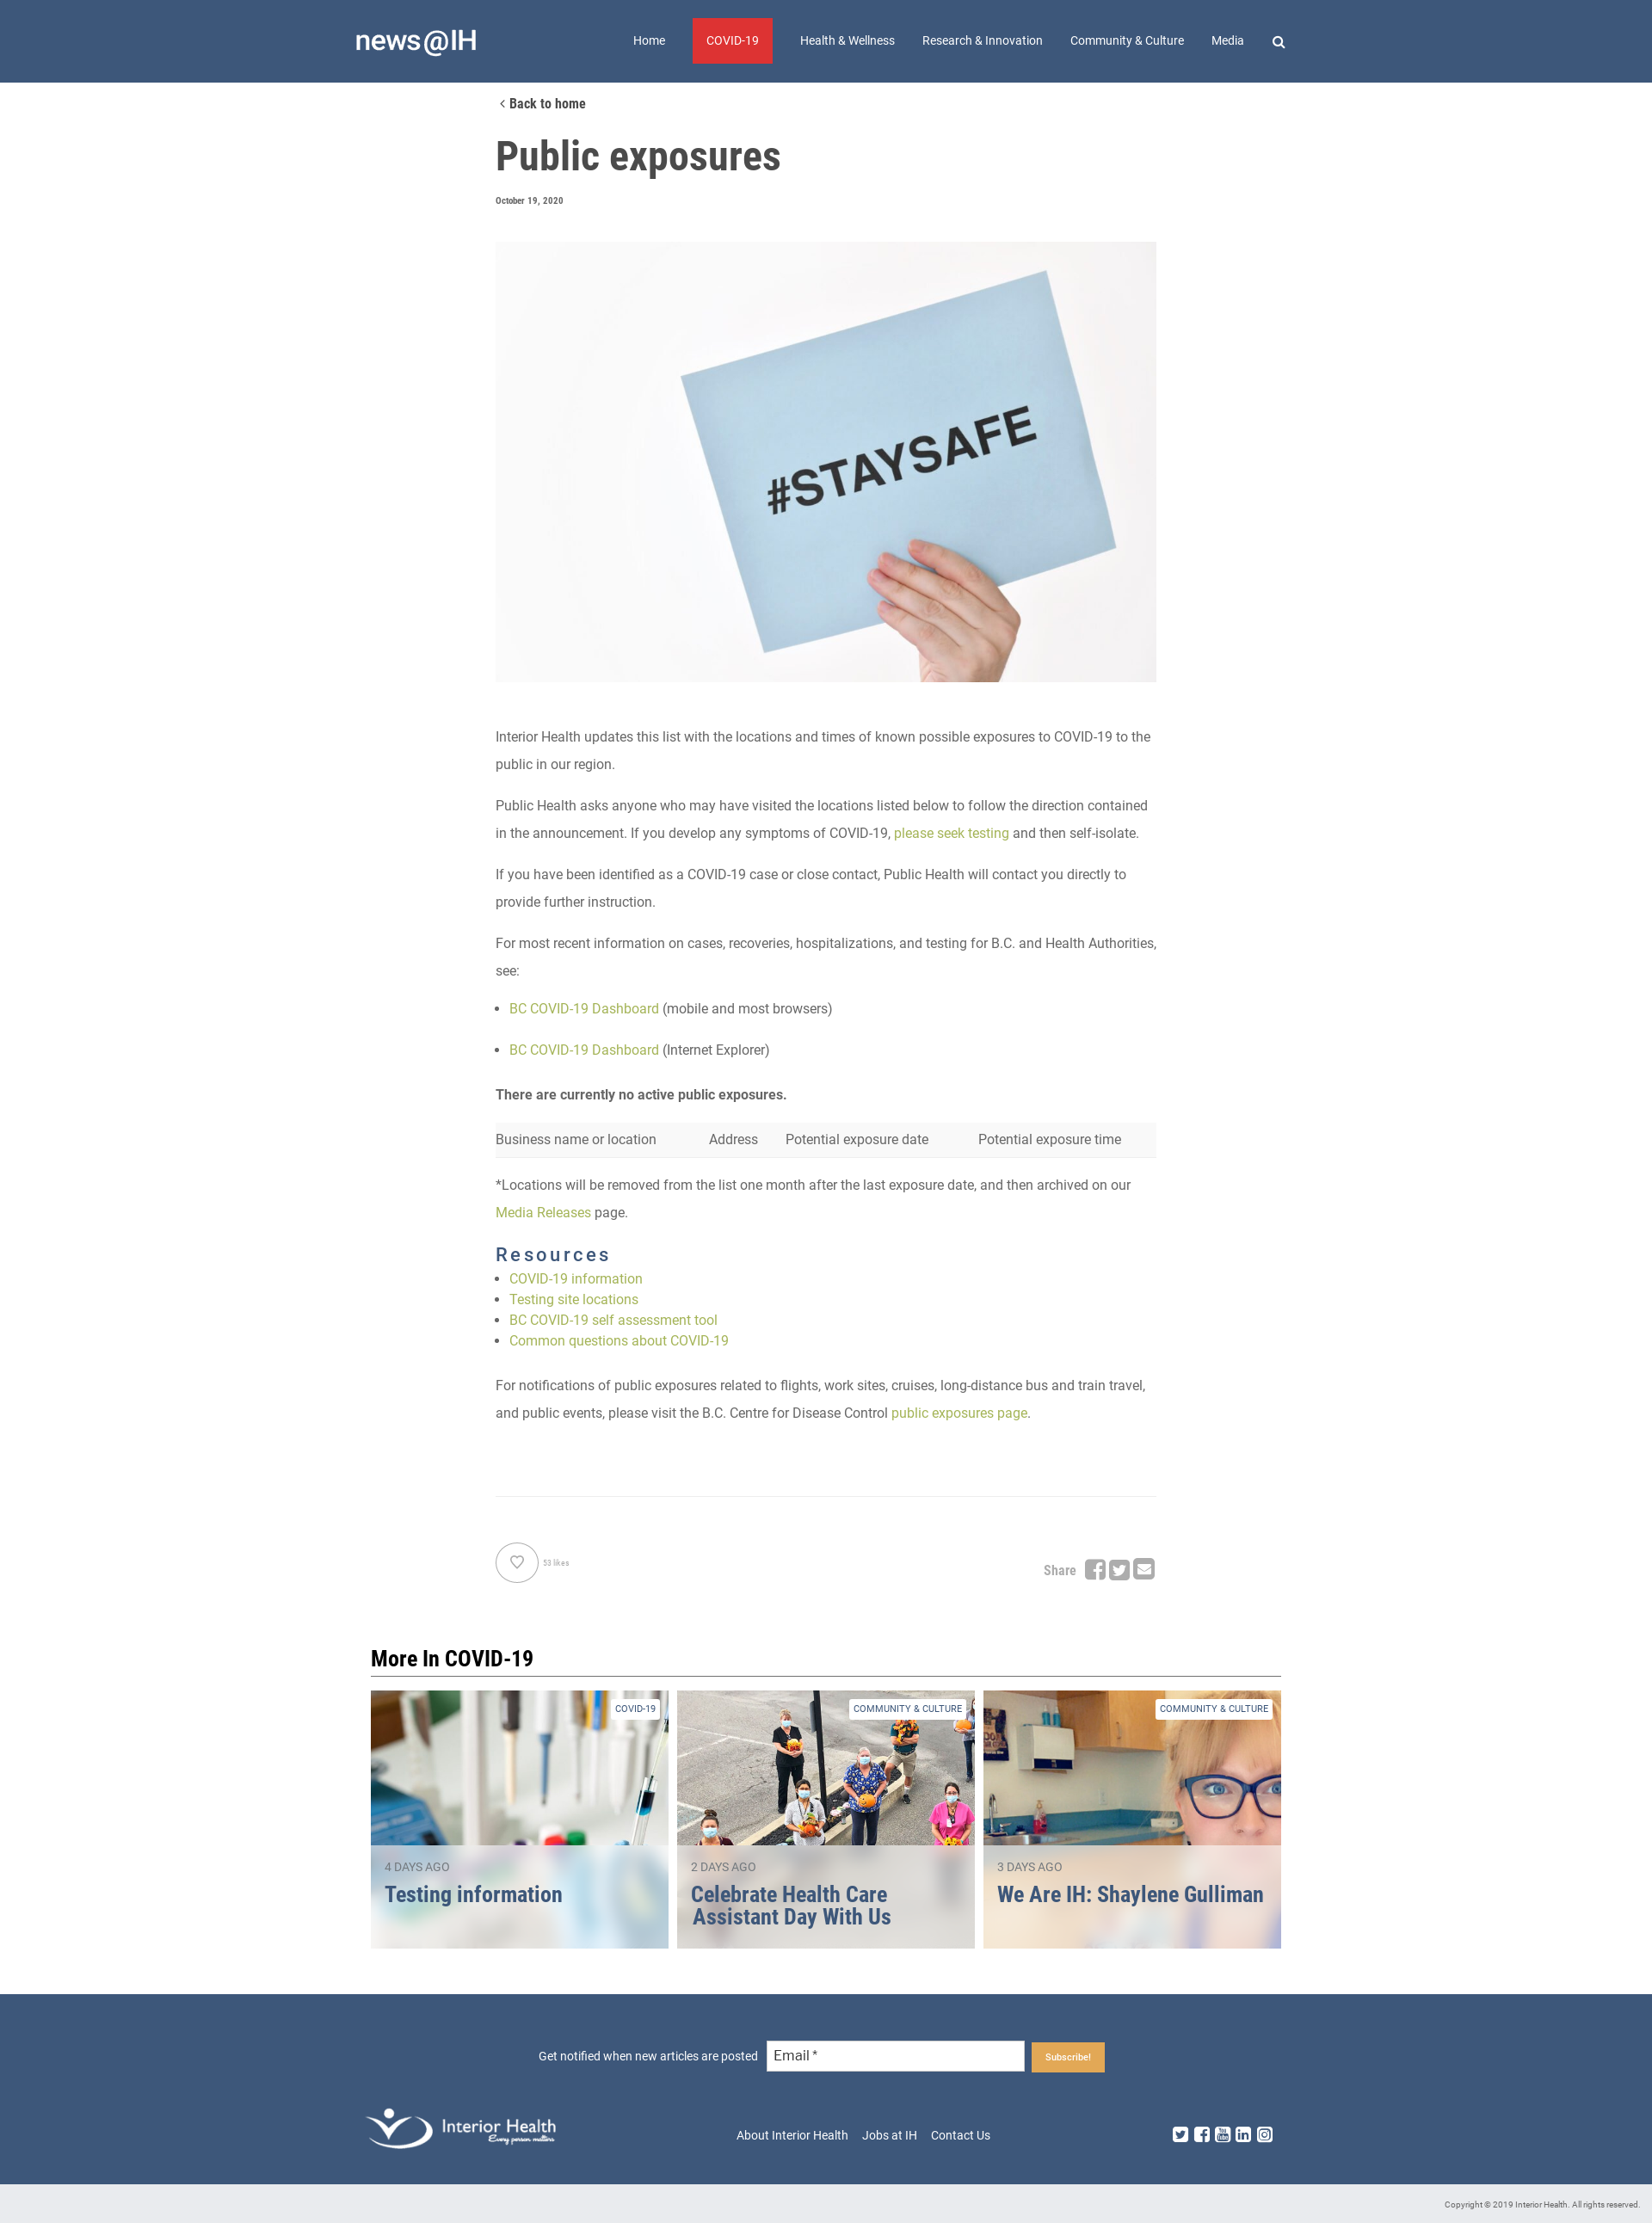 news@IH
Home
COVID-19
Health & Wellness
Research & Innovation
Community & Culture
Media
Back to home
Public exposures
October 19, 2020
#STAYSAFE
Interior Health updates this list with the locations and times of known possible exposures to COVID-19 to the
public in our region.
Public Health asks anyone who may have visited the locations listed below to follow the direction contained
in the announcement. If you develop any symptoms of COVID-19, please seek testing and then self-isolate.
If you have been identified as a COVID-19 case or close contact, Public Health will contact you directly to
provide further instruction.
For most recent information on cases, recoveries, hospitalizations, and testing for B.C. and Health Authorities,
see:
BC COVID-19 Dashboard (mobile and most browsers)
BC COVID-19 Dashboard (Internet Explorer)
There are currently no active public exposures.
Business name or location Address Potential exposure date Potential exposure time
*Locations will be removed from the list one month after the last exposure date, and then archived on our
Media Releases page.
Resources
COVID-19 information
Testing site locations
BC COVID-19 self assessment tool
Common questions about COVID-19
For notifications of public exposures related to flights, work sites, cruises, long-distance bus and train travel,
and public events, please visit the B.C. Centre for Disease Control public exposures page.
53 likes
Share
More In COVID-19
COVID-19
4 DAYS AGO
Testing information
COMMUNITY & CULTURE
2 DAYS AGO
Celebrate Health Care
Assistant Day With Us
COMMUNITY & CULTURE
3 DAYS AGO
We Are IH: Shaylene Gulliman
Get notified when new articles are posted
Email *
Subscribe!
Interior Health
Every person matters
About Interior Health
Jobs at IH
Contact Us
Copyright © 2019 Interior Health. All rights reserved.